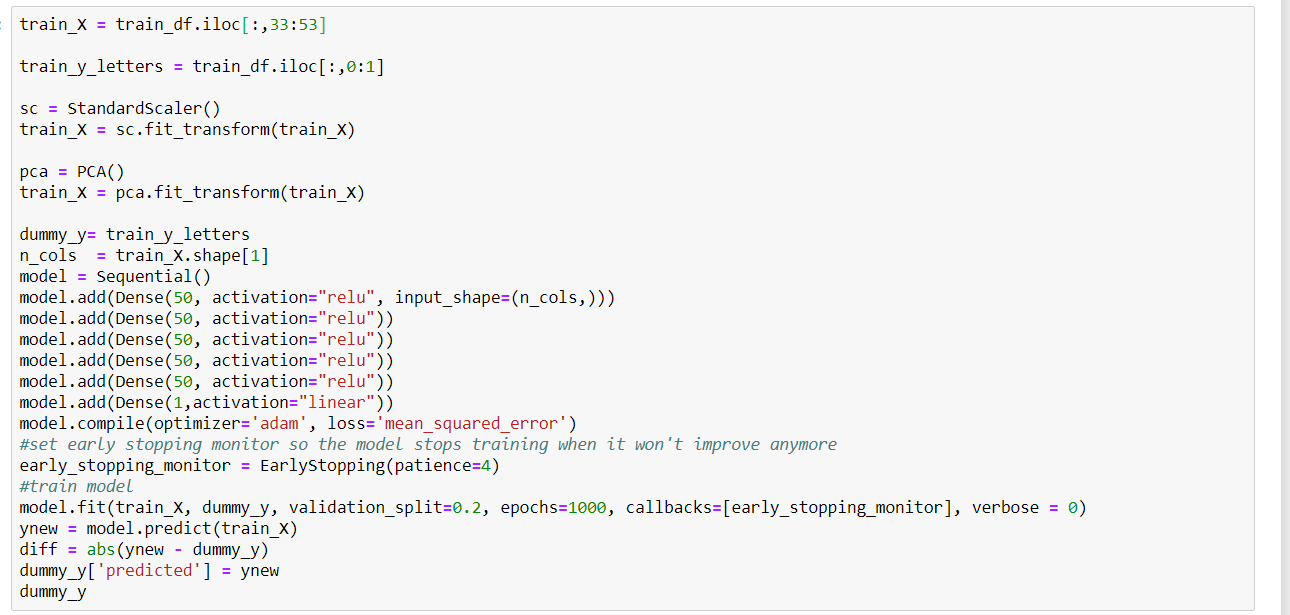 train_X = train_df.iloc[:,33:53]
train_y_letters = train_df.iloc[:,0:1]
sc = StandardScaler()
train_X = sc.fit_transform(train_X)
pca = PCA()
train_X = pca.fit_transform(train_X)
dummy_y= train_y_letters
n_cols  = train_X.shape[1]
model = Sequential()
model.add(Dense(50, activation="relu", input_shape=(n_cols,)))
model.add(Dense(50, activation="relu"))
model.add(Dense(50, activation="relu"))
model.add(Dense(50, activation="relu"))
model.add(Dense(50, activation="relu"))
model.add(Dense(1,activation="linear"))
model.compile(optimizer='adam', loss='mean_squared_error')
#set early stopping monitor so the model stops training when it won't improve anymore
early_stopping_monitor = EarlyStopping(patience=4)
#train model
model.fit(train_X, dummy_y, validation_split=0.2, epochs=1000, callbacks=[early_stopping_monitor], verbose = 0)
ynew = model.predict(train_X)
diff = abs(ynew - dummy_y)
dummy_y['predicted'] = ynew
dummy_y